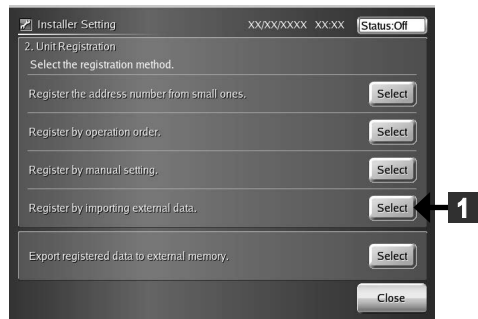 Installer Setting XX/XX/XXXX XX:XX Status:Off
2. Unit Registration
Select the registration method.
Register the address number from small ones. Select
Register by operation order. Select
Register by manual setting. Select
Register by importing external data. Select 1
Export registered data to external memory. Select
Close